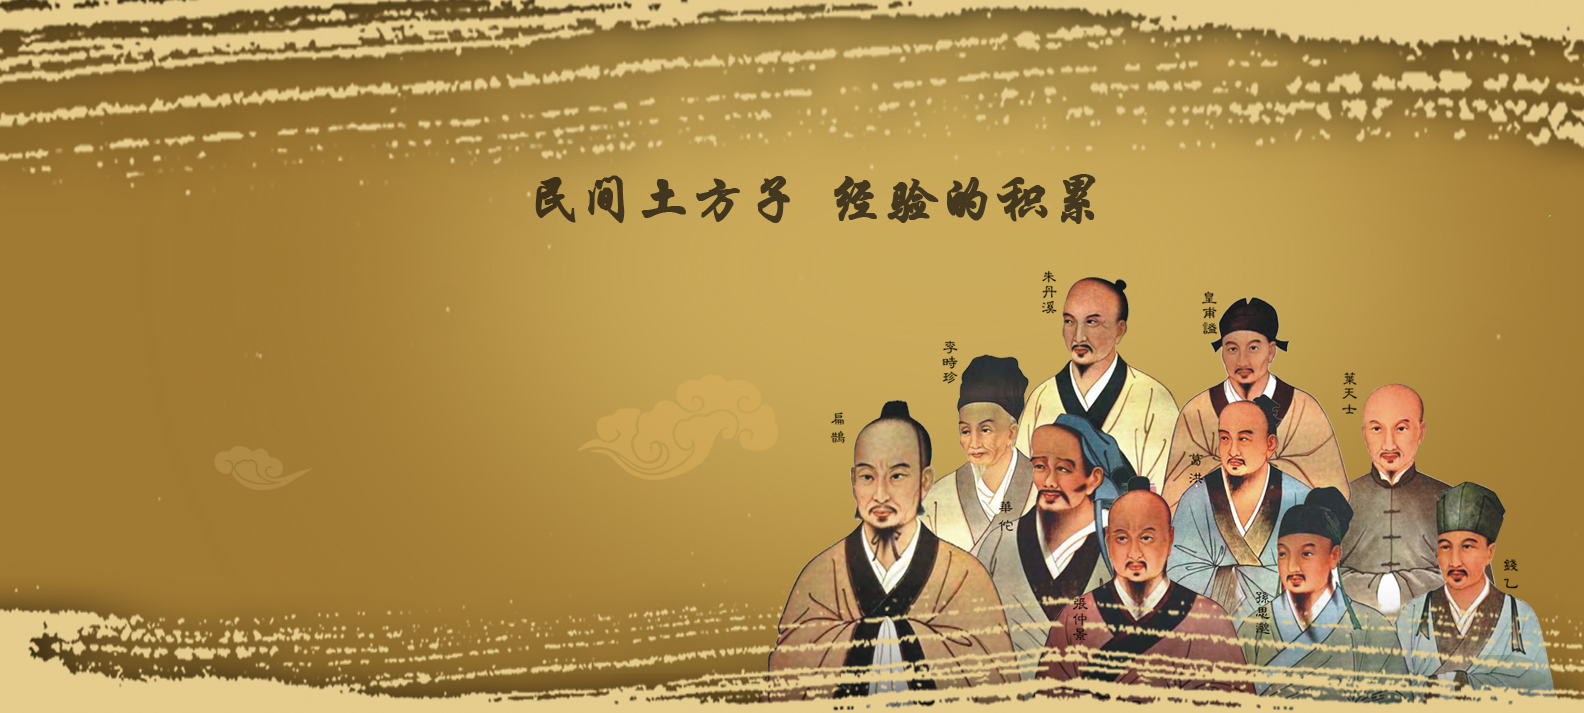 民间土方子 经验的积累
朱丹溪
皇甫謐
李時珍
葉天士
扁鵲
葛洪
華佗
錢乙
張仲景
孫思邈